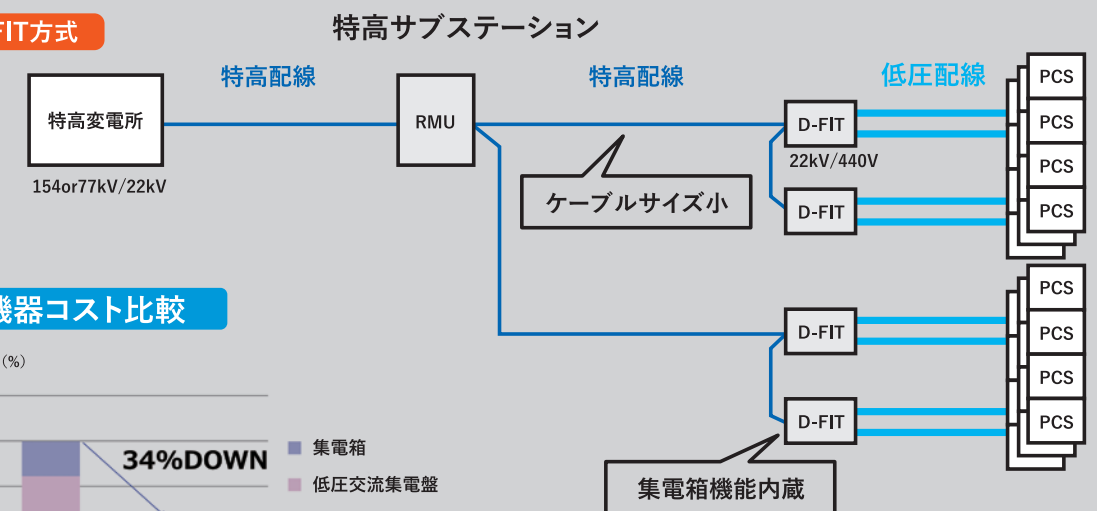 FIT方式
特高サブステーション
特高配線
特高配線
低圧配線
特高変電所
154or77kV/22kV
RMU
ケーブルサイズ小
D-FIT
22kV/440V
D-FIT
PCS
PCS
PCS
PCS
D-FIT
D-FIT
PCS
PCS
PCS
PCS
集電箱機能内蔵
機器コスト比較
(%)
34%DOWN
集電箱
低圧交流集電盤